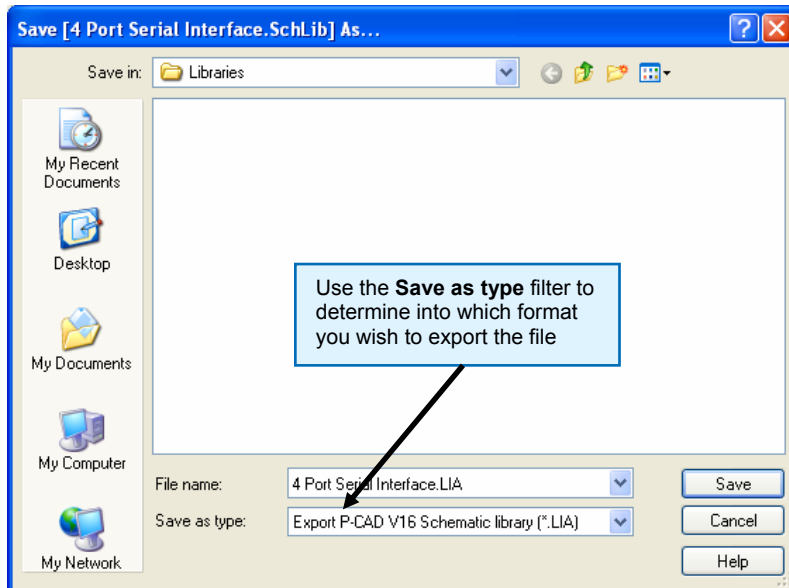 Save [4 Port Serial Interface.SchLib] As...
Save in:
Libraries
My Recent
Documents
Desktop
My Documents
My Computer
My Network
Use the Save as type filter to
determine into which format
you wish to export the file
File name:
4 Port Serial Interface.LIA
Save
Save as type:
Export P-CAD V16 Schematic library (*.LIA)
Cancel
Help